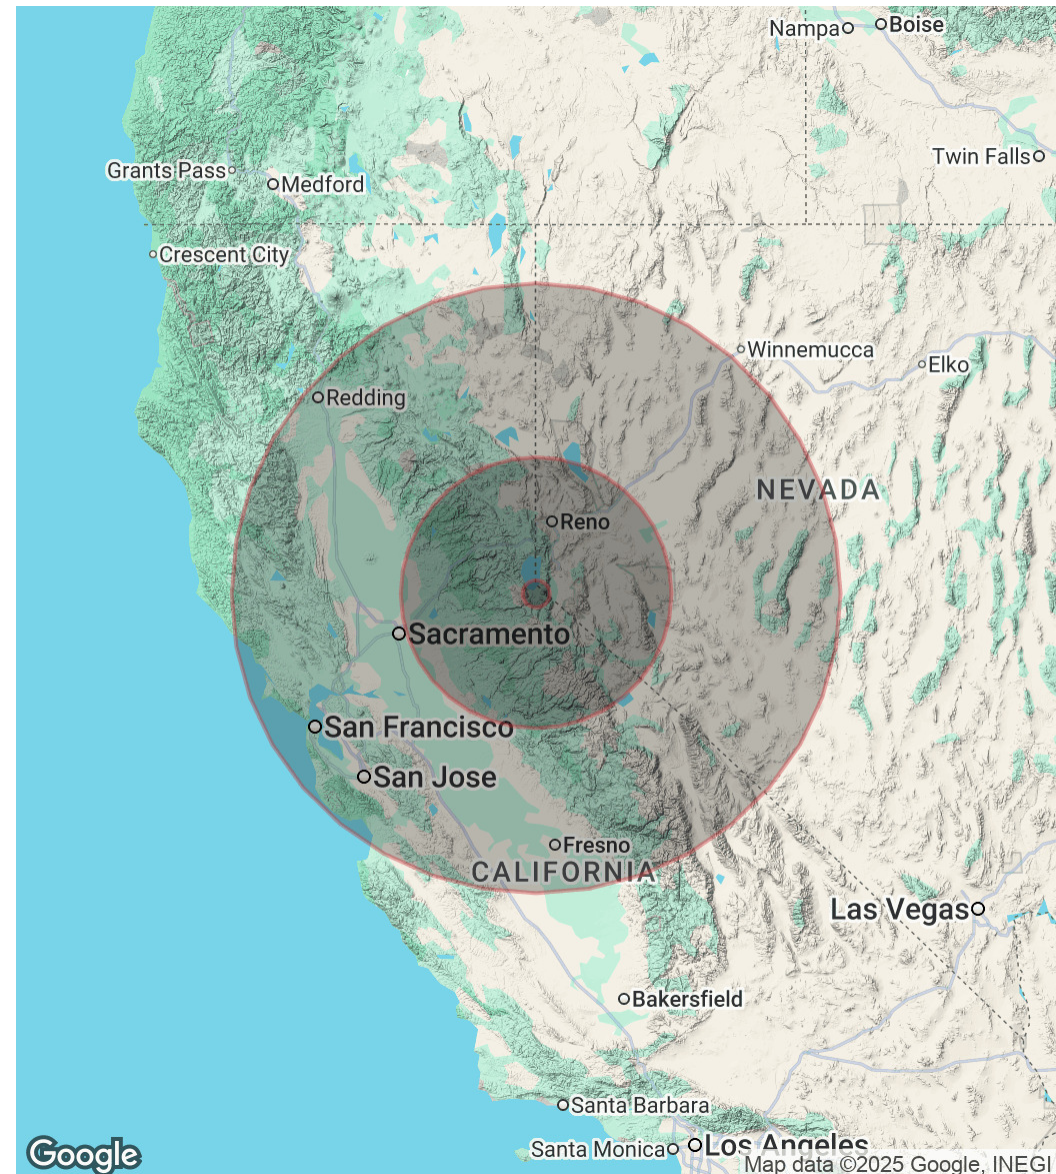 Nampa
Boise
Twin Falls
Grants Pass
Medford
Crescent City
Winnemucca
Elko
Redding
NEVADA
Reno
Sacramento
San Francisco
San Jose
Fresno
CALIFORNIA
Las Vegas
Bakersfield
Santa Barbara
Los Angeles
Santa Monica
Google
Map data ©2025 Google, INEGI